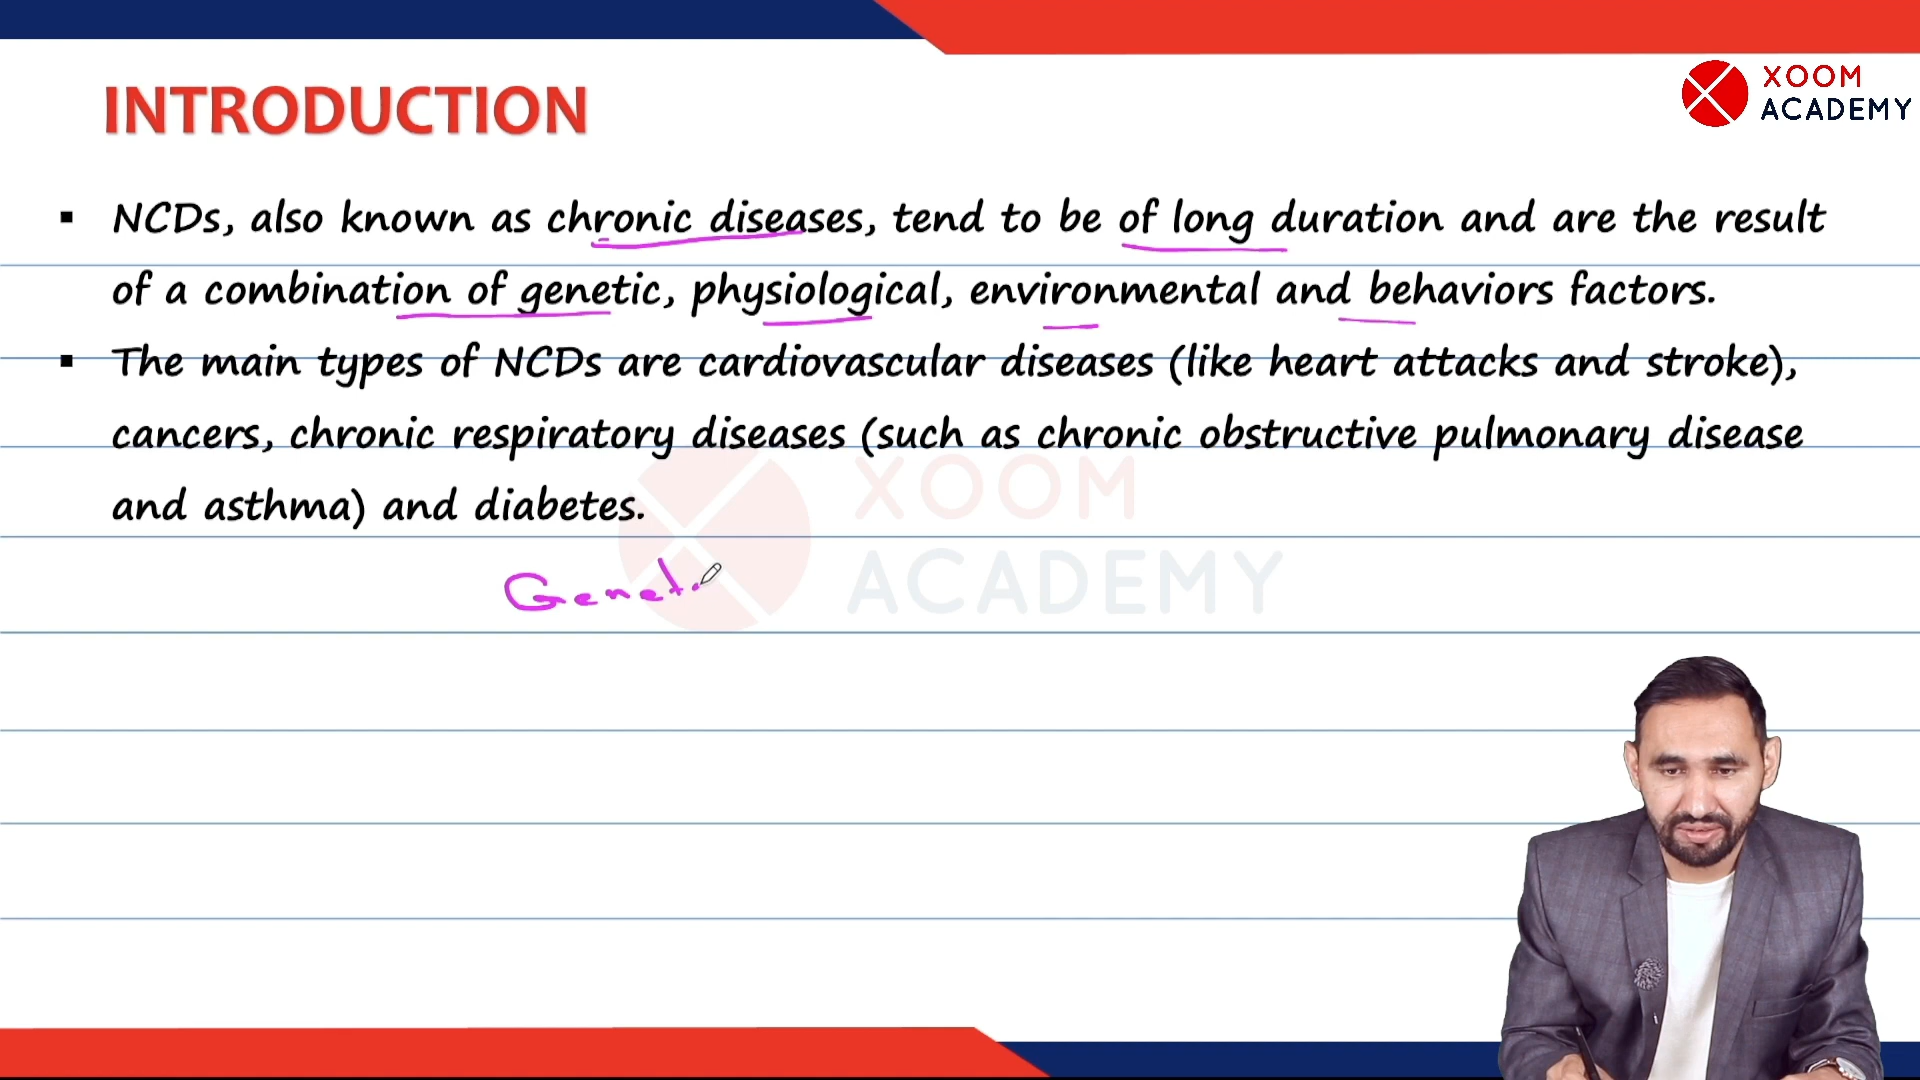 XOOM
ACADEMY
INTRODUCTION
▪ NCDs, also known as chronic diseases, tend to be of long duration and are the result
of a combination of genetic, physiological, environmental and behaviors factors.
▪ The main types of NCDs are cardiovascular diseases (like heart attacks and stroke),
cancers, chronic respiratory diseases (such as chronic obstructive pulmonary disease
and asthma) and diabetes.
XOOM
ACADEMY
Genet